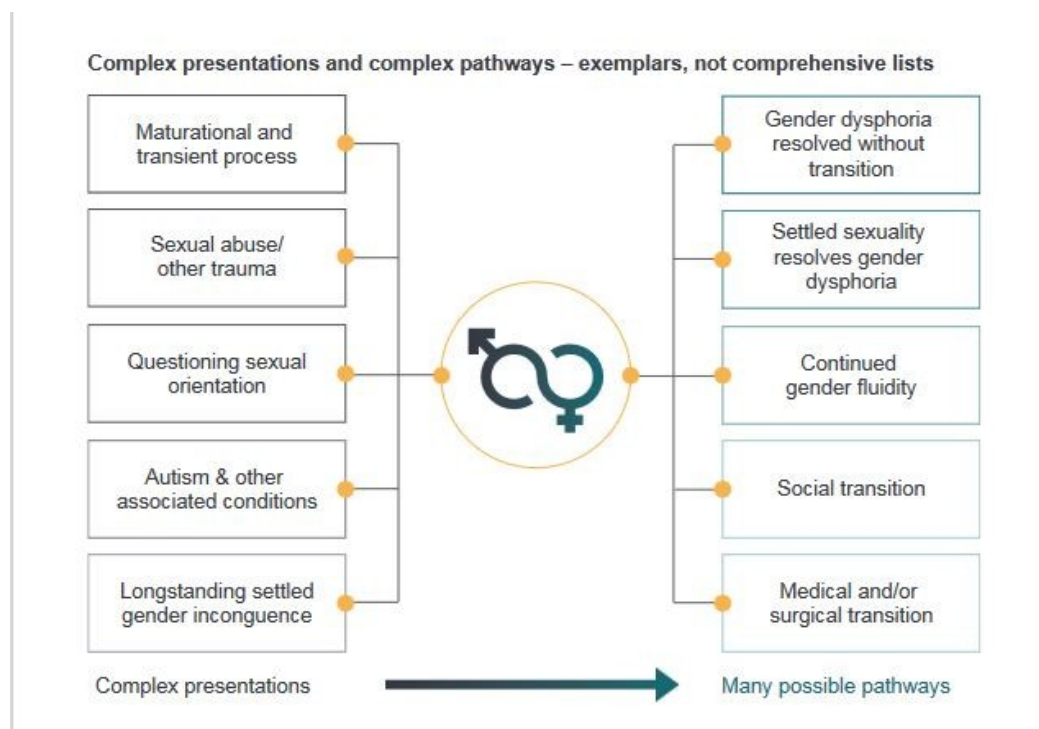 Complex presentations and complex pathways – exemplars, not comprehensive lists
Maturational and
transient process
Sexual abuse/
other trauma
Questioning sexual
orientation
Autism & other
associated conditions
Longstanding settled
gender inconguence
Gender dysphoria
resolved without
transition
Settled sexuality
resolves gender
dysphoria
Continued
gender fluidity
Social transition
Medical and/or
surgical transition
Complex presentations
Many possible pathways